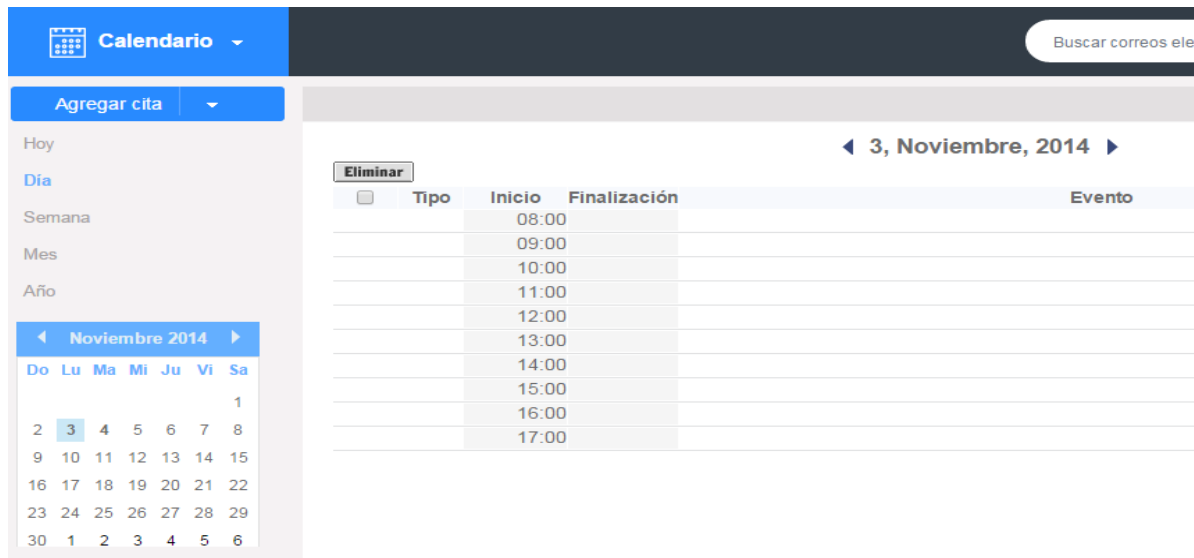 Calendario
Buscar correos ele
Agregar cita
Hoy
Día
Semana
Mes
Año
Noviembre 2014
Do Lu Ma Mi Ju Vi Sa
1
2 3 4 5 6 7 8
9 10 11 12 13 14 15
16 17 18 19 20 21 22
23 24 25 26 27 28 29
30 1 2 3 4 5 6
3, Noviembre, 2014
Eliminar
Tipo Inicio Finalización Evento
08:00
09:00
10:00
11:00
12:00
13:00
14:00
15:00
16:00
17:00